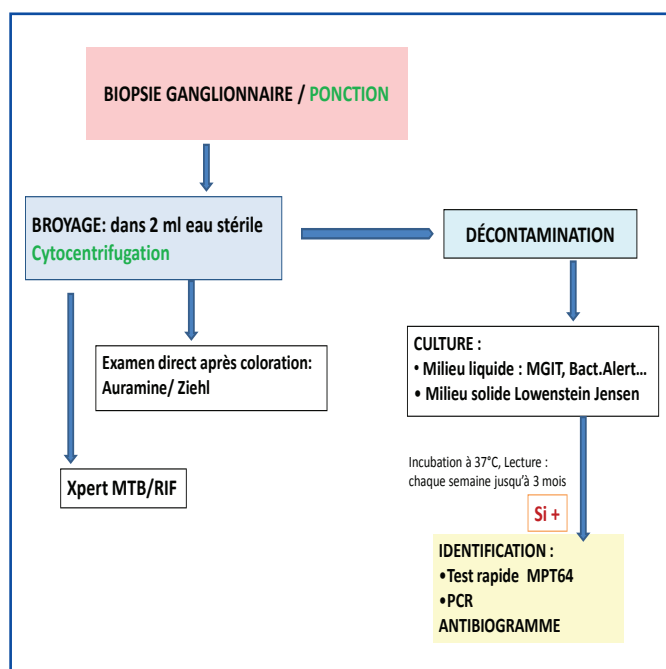 BIOPSIE GANGLIONNAIRE / PONCTION
BROYAGE: dans 2 ml eau stérile
Cytocentrifugation
DÉCONTAMINATION
Examen direct après coloration:
Auramine/ Ziehl
CULTURE :
• Milieu liquide : MGIT, Bact.Alert...
• Milieu solide Lowenstein Jensen
Xpert MTB/RIF
Incubation à 37°C, Lecture :
chaque semaine jusqu'à 3 mois
Si +
IDENTIFICATION :
•Test rapide MPT64
•PCR
ANTIBIOGRAMME